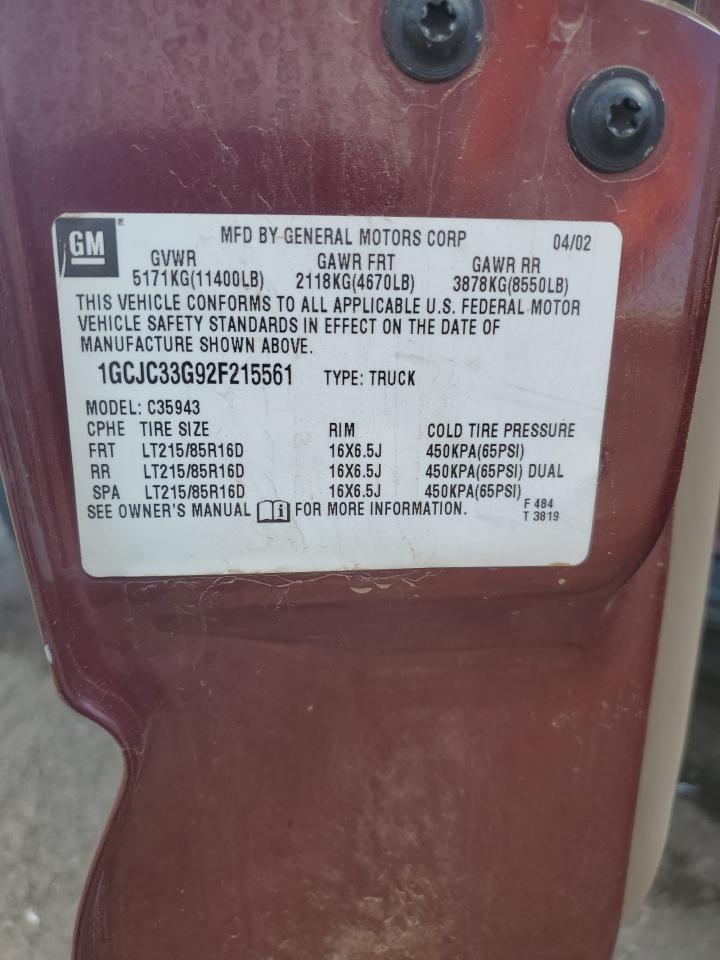 GM® MFD BY GENERAL MOTORS CORP 04/02
GVWR GAWR FRT GAWR RR
5171KG(11400LB) 2118KG(4670LB) 3878KG(8550LB)
THIS VEHICLE CONFORMS TO ALL APPLICABLE U.S. FEDERAL MOTOR
VEHICLE SAFETY STANDARDS IN EFFECT ON THE DATE OF
MANUFACTURE SHOWN ABOVE.
1GCJC33G92F215561 TYPE: TRUCK
MODEL: C35943
CPHE TIRE SIZE RIM COLD TIRE PRESSURE
FRT LT215/85R16D 16X6.5J 450KPA(65PSI)
RR LT215/85R16D 16X6.5J 450KPA(65PSI) DUAL
SPA LT215/85R16D 16X6.5J 450KPA(65PSI)
SEE OWNER'S MANUAL i FOR MORE INFORMATION. F 484
T 3819